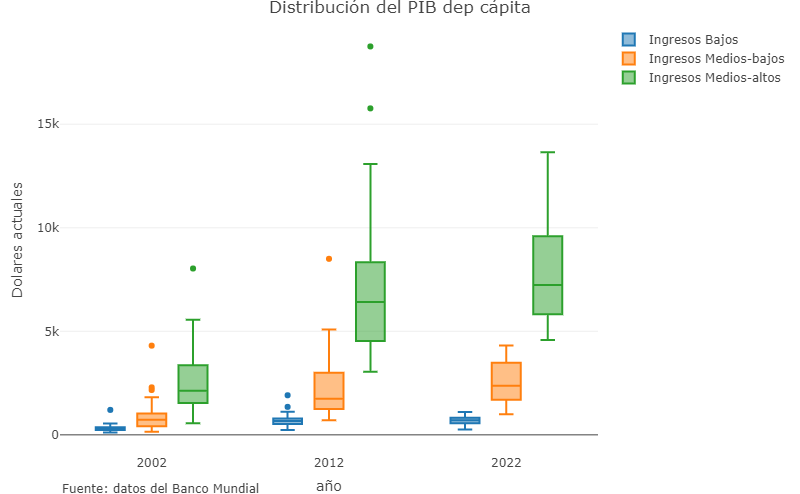 Distribución del PIB dep cápita
Ingresos Bajos
Ingresos Medios-bajos
Ingresos Medios-altos
Dolares actuales
15k
10k
5k
0
2002
2012
2022
año
Fuente: datos del Banco Mundial